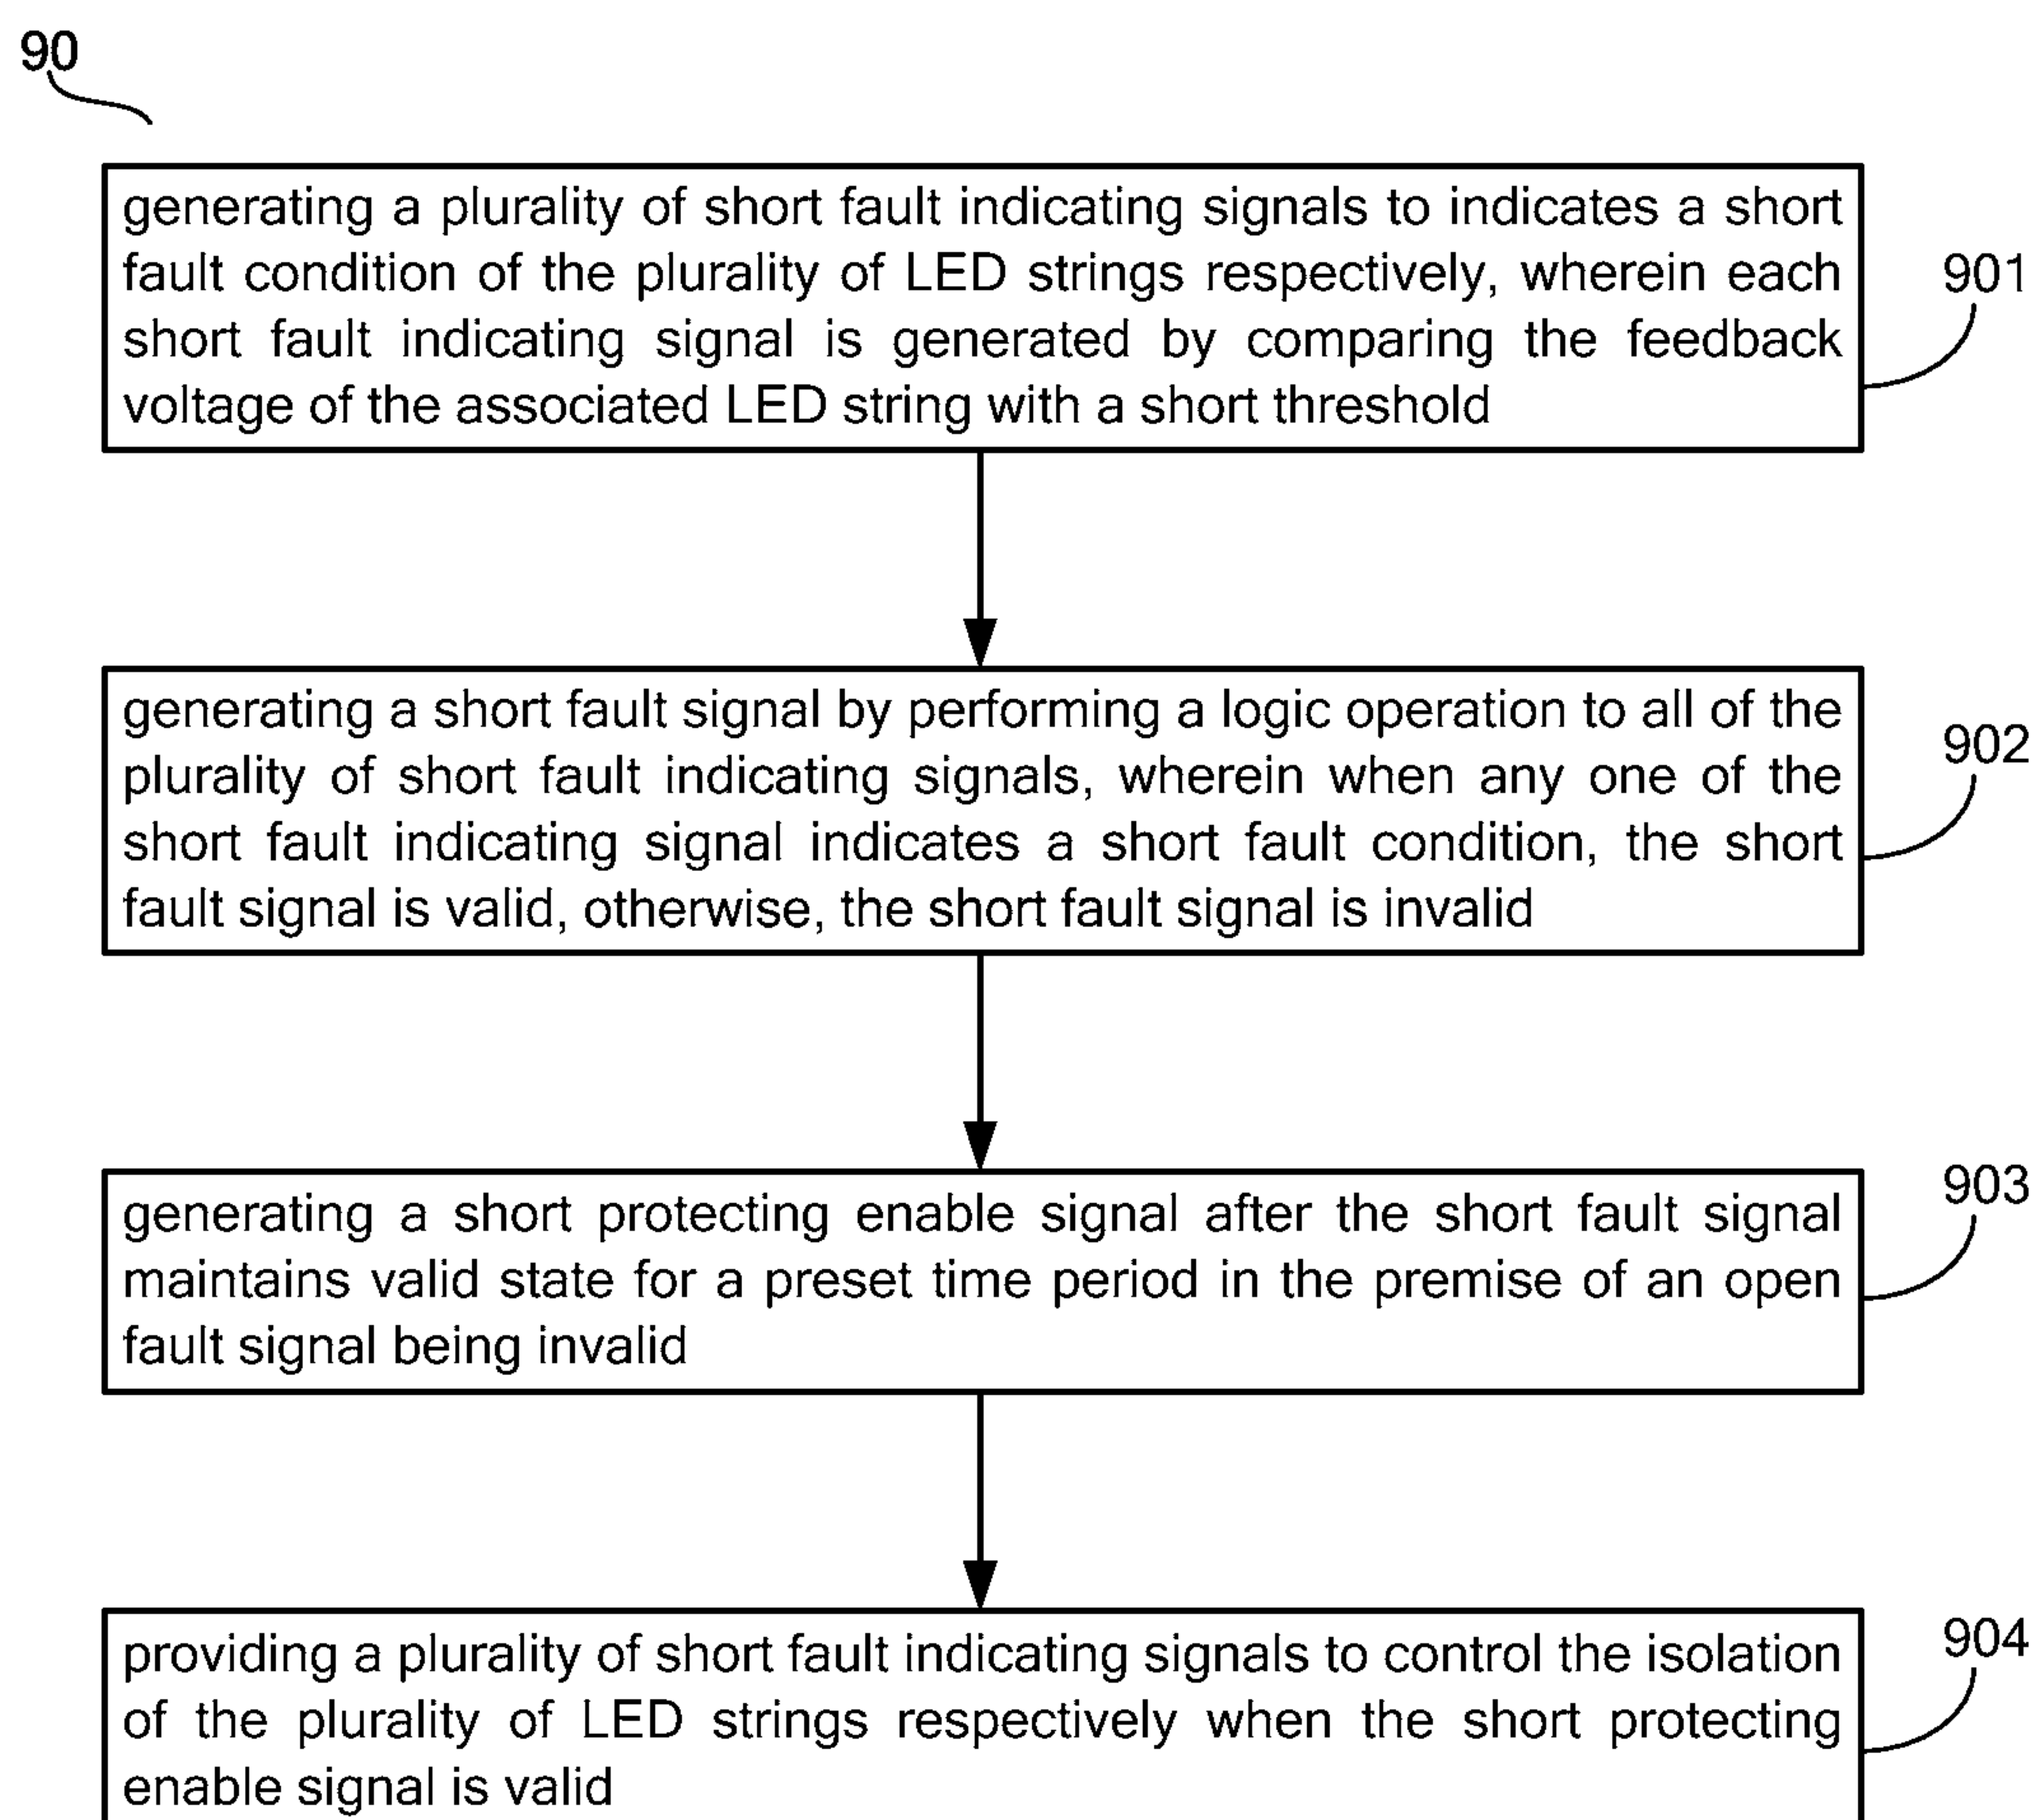 90
generating a plurality of short fault indicating signals to indicates a short
fault condition of the plurality of LED strings respectively, wherein each
short fault indicating signal is generated by comparing the feedback
voltage of the associated LED string with a short threshold
901
generating a short fault signal by performing a logic operation to all of the
plurality of short fault indicating signals, wherein when any one of the
short fault indicating signal indicates a short fault condition, the short
fault signal is valid, otherwise, the short fault signal is invalid
902
generating a short protecting enable signal after the short fault signal
maintains valid state for a preset time period in the premise of an open
fault signal being invalid
903
providing a plurality of short fault indicating signals to control the isolation
of the plurality of LED strings respectively when the short protecting
enable signal is valid
904